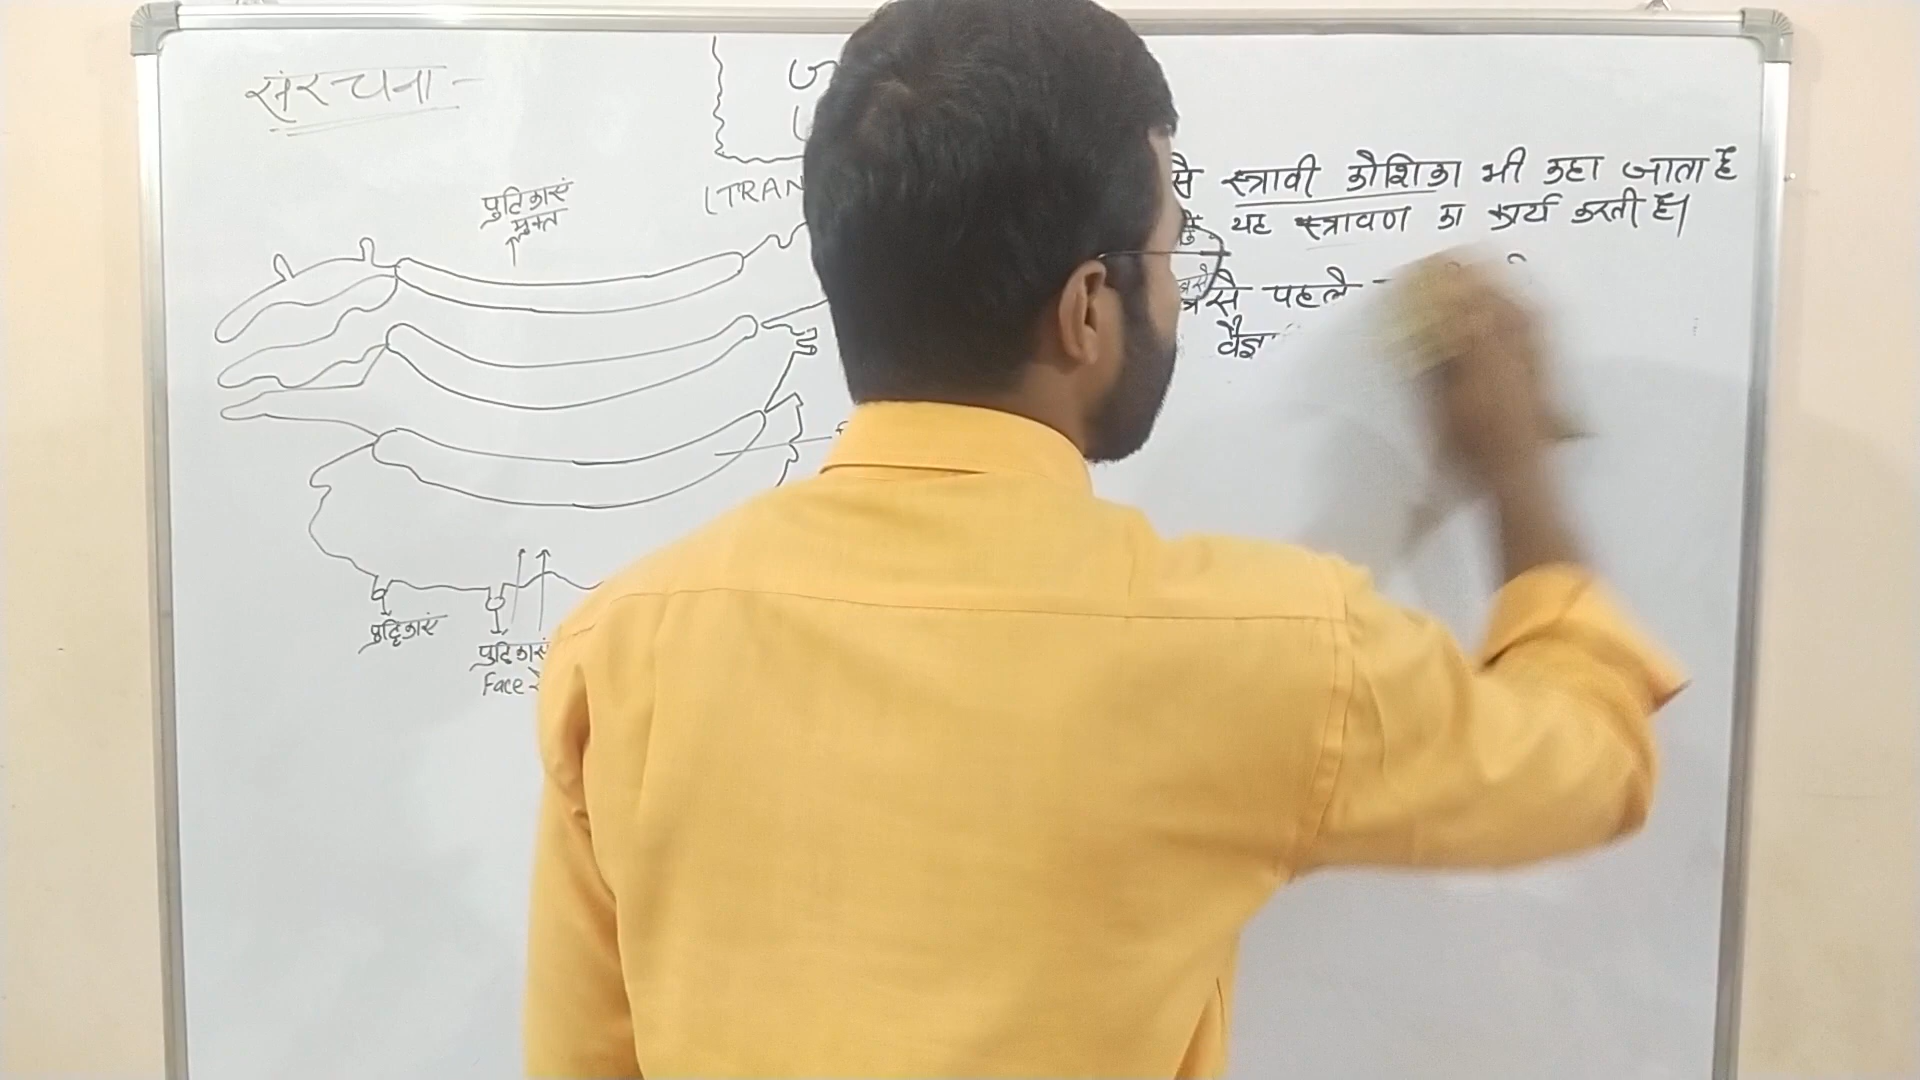 संरचना -
(TRAN
पुटिकाएं
मुक्त
से स्त्रावी कोशिका भी कहा जाता है
यह स्त्रावण का कार्य करती है।
से पहले
पुटिकाएं
पुटिकाएं
Face से